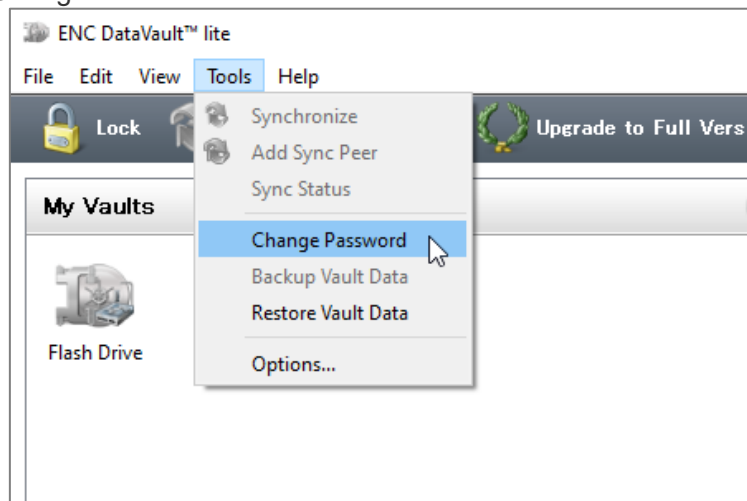 ENC DataVault™ lite
File Edit View Tools Help
Lock
Upgrade to Full Vers
Synchronize
Add Sync Peer
Sync Status
My Vaults
Change Password
Backup Vault Data
Restore Vault Data
Flash Drive
Options...